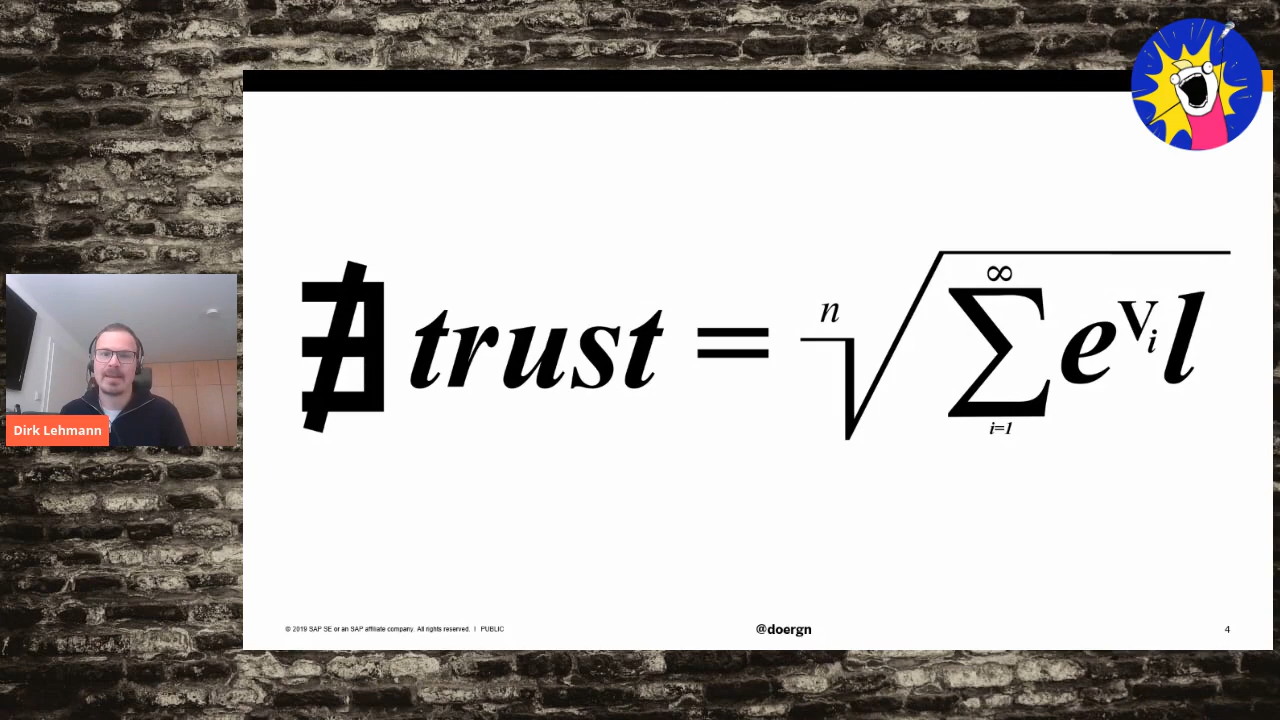 ∄ trust = ⁿ√ ∑ᵢ₌₁^∞ e^{Vᵢ} l
Dirk Lehmann
© 2019 SAP SE or an SAP affiliate company. All rights reserved. I PUBLIC
@doergn
4